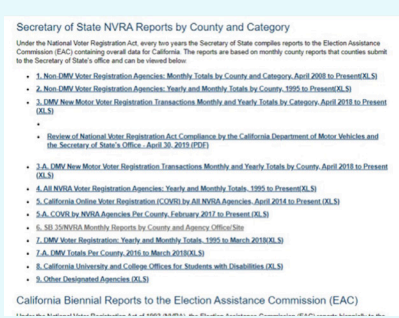 Secretary of State NVRA Reports by County and Category
Under the National Voter Registration Act, every two years the Secretary of State compiles reports to the Election Assistance
Commission (EAC) containing overall data for California. The reports are based on monthly county reports that counties submit
to the Secretary of State's office and can be viewed below
1. Non-DMV Voter Registration Agencies: Monthly Totals by County and Category, April 2008 to Present(XLS)
2. Non-DMV Voter Registration Agencies: Yearly and Monthly Totals by County, 1995 to Present(XLS)
3. DMV New Motor Voter Registration Transactions Monthly and Yearly Totals by Category, April 2018 to Present
(XLS)
Review of National Voter Registration Act Compliance by the California Department of Motor Vehicles and
the Secretary of State's Office - April 30, 2019 (PDF)
3-A. DMV New Motor Voter Registration Transactions Monthly and Yearly Totals by County, April 2018 to Present
(XLS)
4. All NVRA Voter Registration Agencies: Yearly and Monthly Totals, 1995 to Present(XLS)
5. California Online Voter Registration (COVR) by All NVRA Agencies, April 2014 to Present (XLS)
5-A. COVR by NVRA Agencies Per County, February 2017 to Present (XLS)
6. SB 35/NVRA Monthly Reports by County and Agency Office/Site
7. DMV Voter Registration: Yearly and Monthly Totals, 1995 to March 2018(XLS)
7-A. DMV Totals Per County, 2016 to March 2018(XLS)
8. California University and College Offices for Students with Disabilities (XLS)
9. Other Designated Agencies (XLS)
California Biennial Reports to the Election Assistance Commission (EAC)